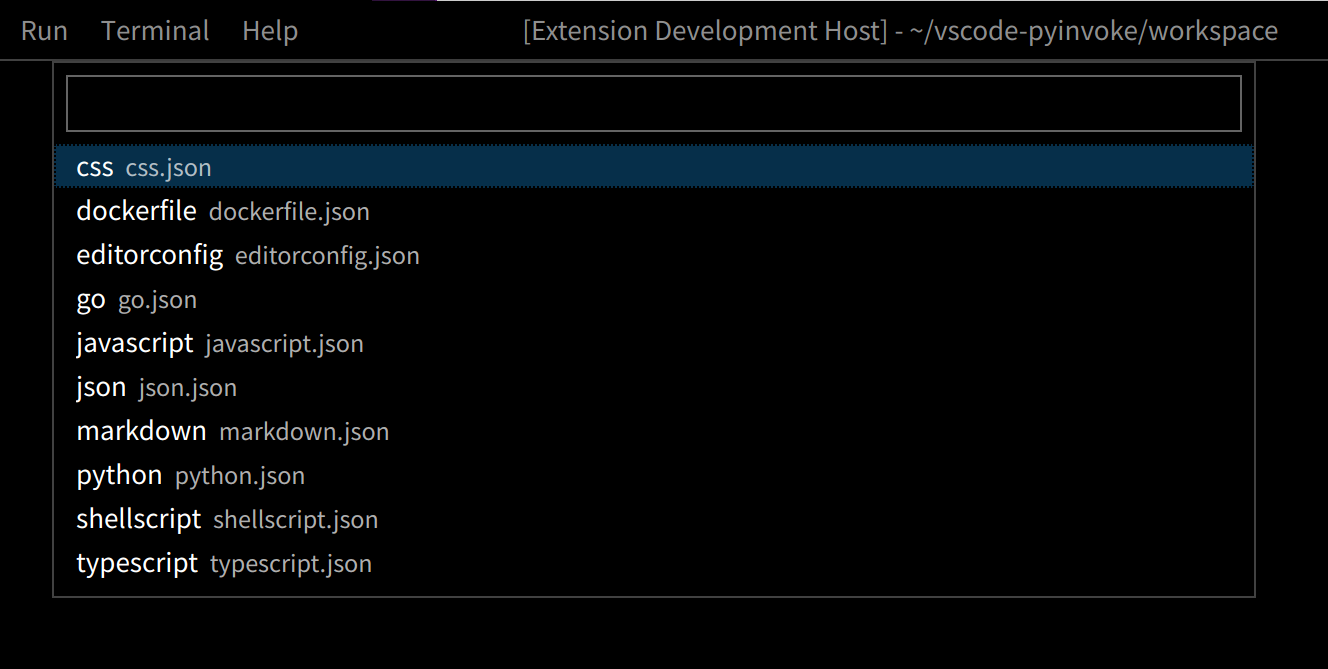 Run Terminal Help [Extension Development Host] - ~/vscode-pyinvoke/workspace
css css.json
dockerfile dockerfile.json
editorconfig editorconfig.json
go go.json
javascript javascript.json
json json.json
markdown markdown.json
python python.json
shellscript shellscript.json
typescript typescript.json